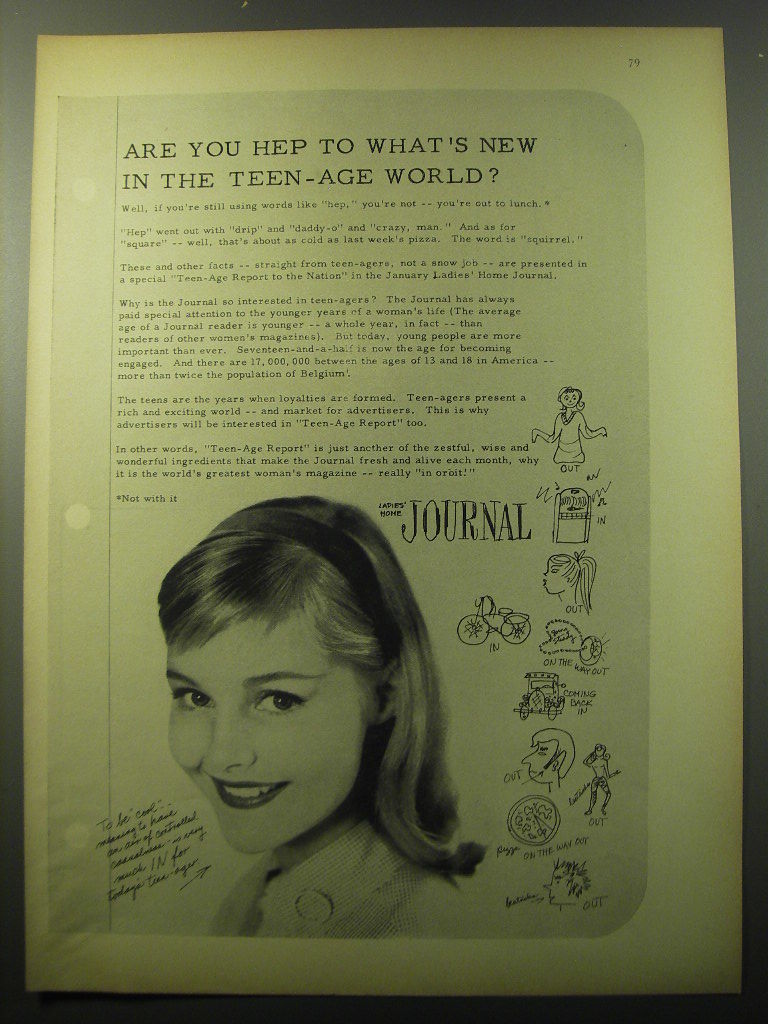 79
ARE YOU HEP TO WHAT'S NEW
IN THE TEEN-AGE WORLD?
Well, if you're still using words like "hep," you're not -- you're out to lunch.*
"Hep" went out with "drip" and "daddy-o" and "crazy, man." And as for
"square" -- well, that's about as cold as last week's pizza. The word is "squirrel."
These and other facts -- straight from teen-agers, not a snow job -- are presented in
a special "Teen-Age Report to the Nation" in the January Ladies' Home Journal.
Why is the Journal so interested in teen-agers? The Journal has always
paid special attention to the younger years of a woman's life (The average
age of a Journal reader is younger -- a whole year, in fact -- than
readers of other women's magazines). But today, young people are more
important than ever. Seventeen-and-a-half is now the age for becoming
engaged. And there are 17,000,000 between the ages of 13 and 18 in America --
more than twice the population of Belgium!
The teens are the years when loyalties are formed. Teen-agers present a
rich and exciting world -- and market for advertisers. This is why
advertisers will be interested in "Teen-Age Report" too.
In other words, "Teen-Age Report" is just another of the zestful, wise and
wonderful ingredients that make the Journal fresh and alive each month, why
it is the world's greatest woman's magazine -- really "in orbit!"
*Not with it
LADIES'
HOME
JOURNAL
OUT
IN
OUT
IN
ON THE WAY OUT
COMING
BACK
IN
OUT
OUT
pizza ON THE WAY OUT
OUT
To be "cool" --
meaning to have
an air of controlled
casualness -- is very
much IN for
today's teen-ager